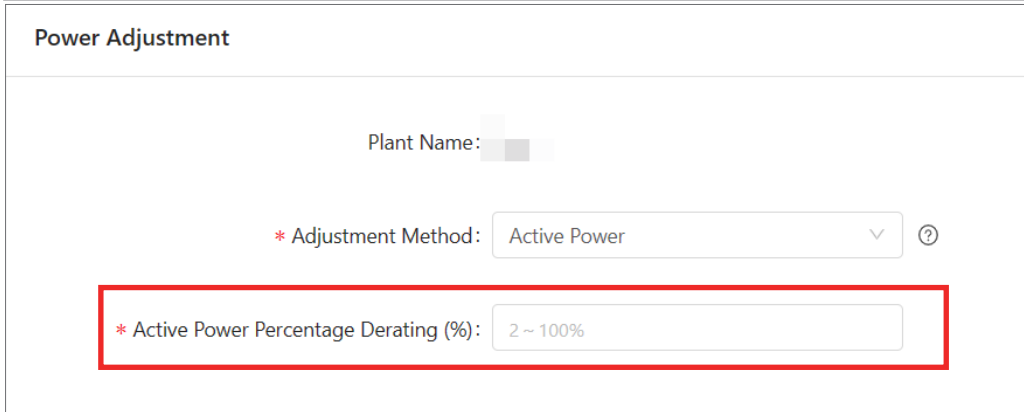 Power Adjustment
Plant Name:
* Adjustment Method: Active Power
* Active Power Percentage Derating (%): 2 ~ 100%